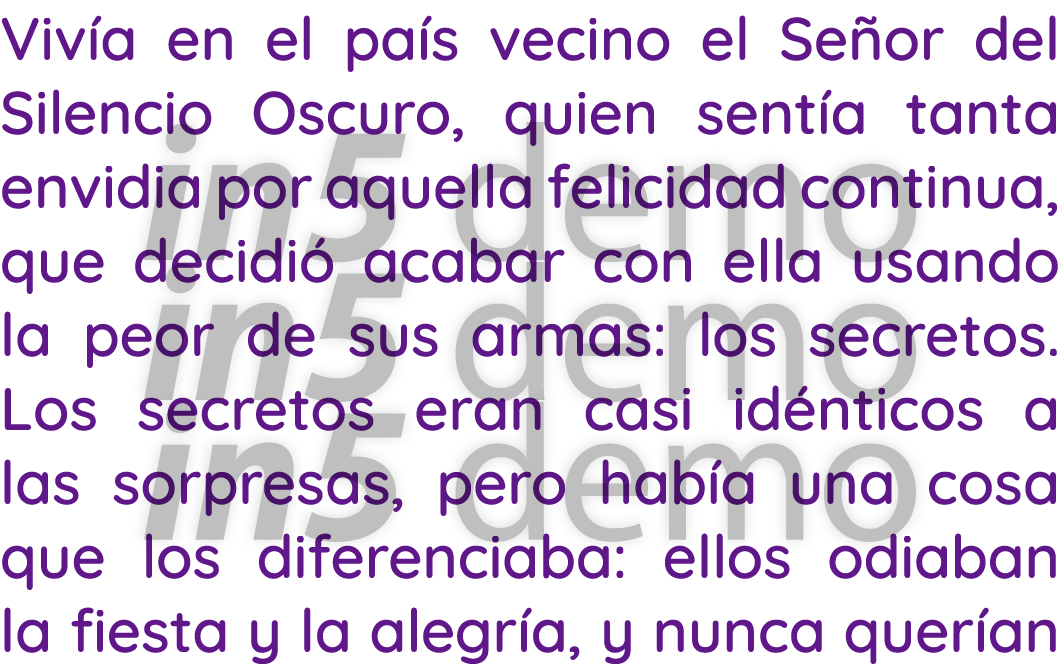 Vivía en el país vecino el Señor del
Silencio Oscuro, quien sentía tanta
envidia por aquella felicidad continua,
que decidió acabar con ella usando
la peor de sus armas: los secretos.
Los secretos eran casi idénticos a
las sorpresas, pero había una cosa
que los diferenciaba: ellos odiaban
la fiesta y la alegría, y nunca querían
in5 demo
in5 demo
in5 demo